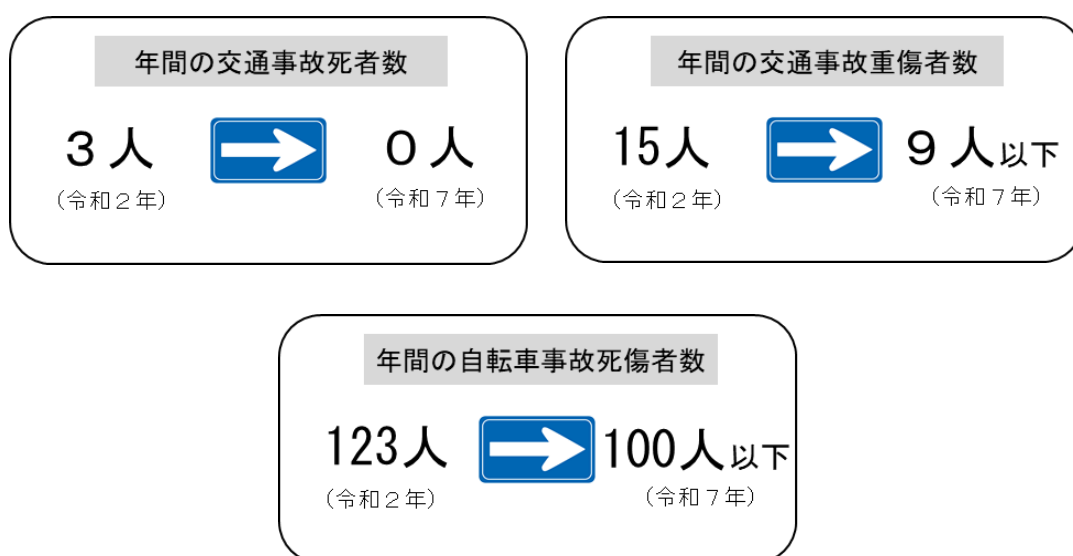 年間の交通事故死者数
３人 ０人
（令和２年） （令和７年）
年間の交通事故重傷者数
15人 ９人以下
（令和２年） （令和７年）
年間の自転車事故死傷者数
123人 100人以下
（令和２年） （令和７年）